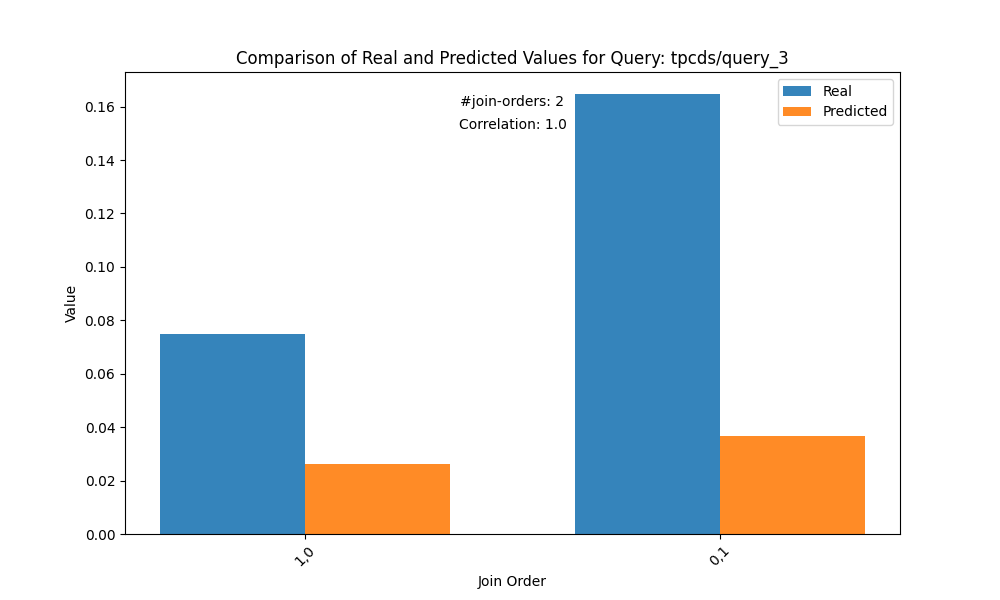 Comparison of Real and Predicted Values for Query: tpcds/query_3
#join-orders: 2
Correlation: 1.0
Real
Predicted
Value
0.16
0.14
0.12
0.10
0.08
0.06
0.04
0.02
0.00
1,0
0,1
Join Order